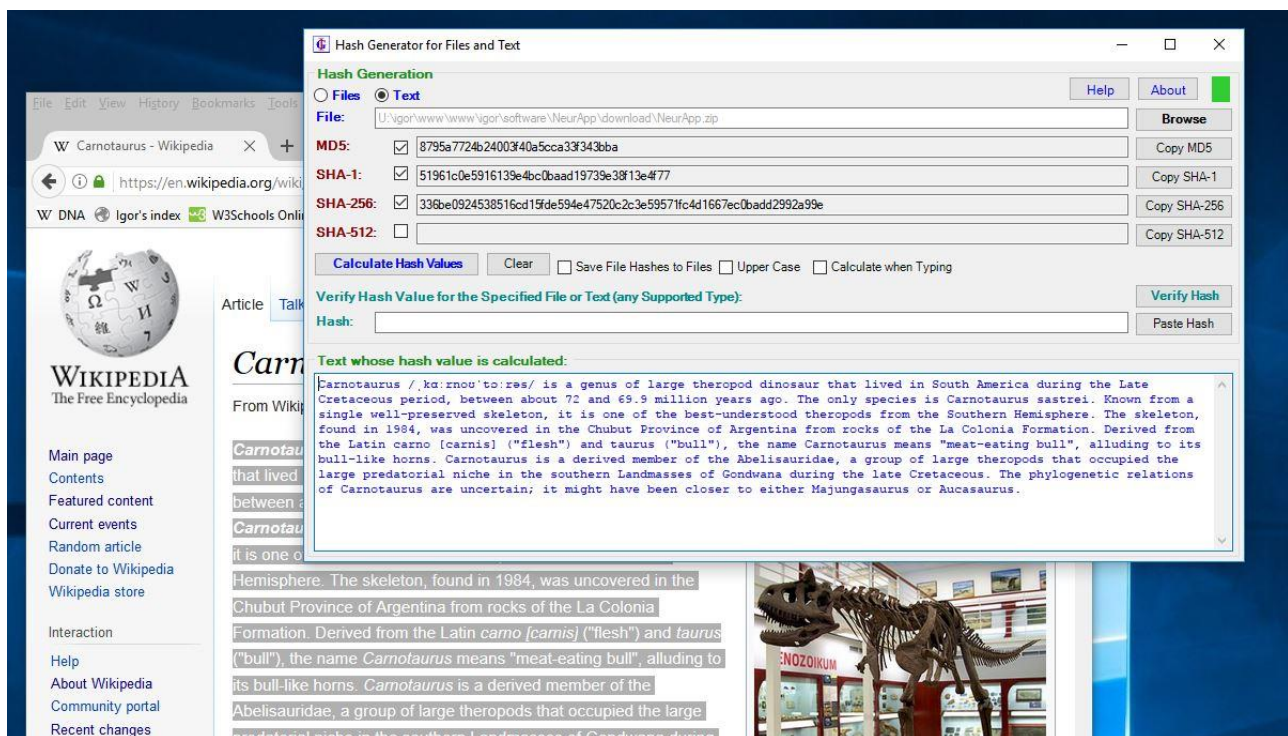 Hash Generator for Files and Text
Hash Generation
Files Text
Help About
File: U:\igor\www\www\igor\software\NeurApp\download\NeurApp.zip Browse
MD5: 8795a7724b24003f40a5cca33f343bba Copy MD5
SHA-1: 51961c0e5916139e4bc0baad19739e38f13e4f77 Copy SHA-1
SHA-256: 336be0924538516cd15fde594e47520c2c3e59571fc4d1667ec0badd2992a99e Copy SHA-256
SHA-512: Copy SHA-512
Calculate Hash Values Clear Save File Hashes to Files Upper Case Calculate when Typing
Verify Hash Value for the Specified File or Text (any Supported Type): Verify Hash
Hash: Paste Hash
Text whose hash value is calculated:
Carnotaurus /ˌkɑːrnoʊˈtɔːrəs/ is a genus of large theropod dinosaur that lived in South America during the Late
Cretaceous period, between about 72 and 69.9 million years ago. The only species is Carnotaurus sastrei. Known from a
single well-preserved skeleton, it is one of the best-understood theropods from the Southern Hemisphere. The skeleton,
found in 1984, was uncovered in the Chubut Province of Argentina from rocks of the La Colonia Formation. Derived from
the Latin carno [carnis] ("flesh") and taurus ("bull"), the name Carnotaurus means "meat-eating bull", alluding to its
bull-like horns. Carnotaurus is a derived member of the Abelisauridae, a group of large theropods that occupied the
large predatorial niche in the southern Landmasses of Gondwana during the late Cretaceous. The phylogenetic relations
of Carnotaurus are uncertain; it might have been closer to either Majungasaurus or Aucasaurus.
File Edit View History Bookmarks Tools
W Carnotaurus - Wikipedia
https://en.wikipedia.org/wiki
W DNA Igor's index W3Schools Onli
WIKIPEDIA
The Free Encyclopedia
Main page
Contents
Featured content
Current events
Random article
Donate to Wikipedia
Wikipedia store
Interaction
Help
About Wikipedia
Community portal
Recent changes
Article Talk
Carn
From Wikip
Carnotau
that lived
between a
Carnotau
it is one o
Hemisphere. The skeleton, found in 1984, was uncovered in the
Chubut Province of Argentina from rocks of the La Colonia
Formation. Derived from the Latin carno [carnis] ("flesh") and taurus
("bull"), the name Carnotaurus means "meat-eating bull", alluding to
its bull-like horns. Carnotaurus is a derived member of the
Abelisauridae, a group of large theropods that occupied the large
predatorial niche in the southern Landmasses of Gondwana during
ENOZOIKUM